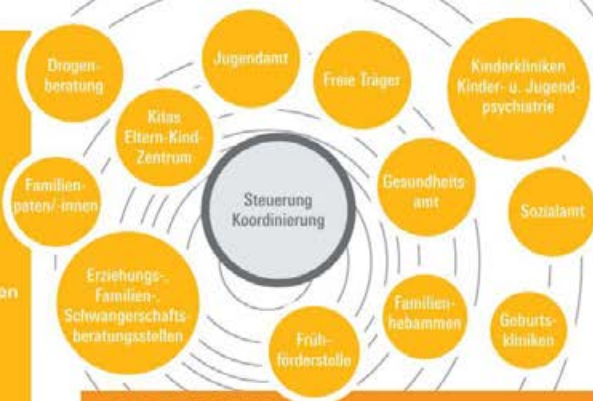 Drogen-
beratung
Jugendamt
Freie Träger
Kinderkliniken
Kinder- u. Jugend-
psychiatrie
Kitas
Eltern-Kind-
Zentrum
Familien-
paten/-innen
Steuerung
Koordinierung
Gesundheits-
amt
Sozialamt
Erziehungs-,
Familien-,
Schwangerschafts-
beratungsstellen
Familien-
hebammen
Geburts-
kliniken
Früh-
förderstelle